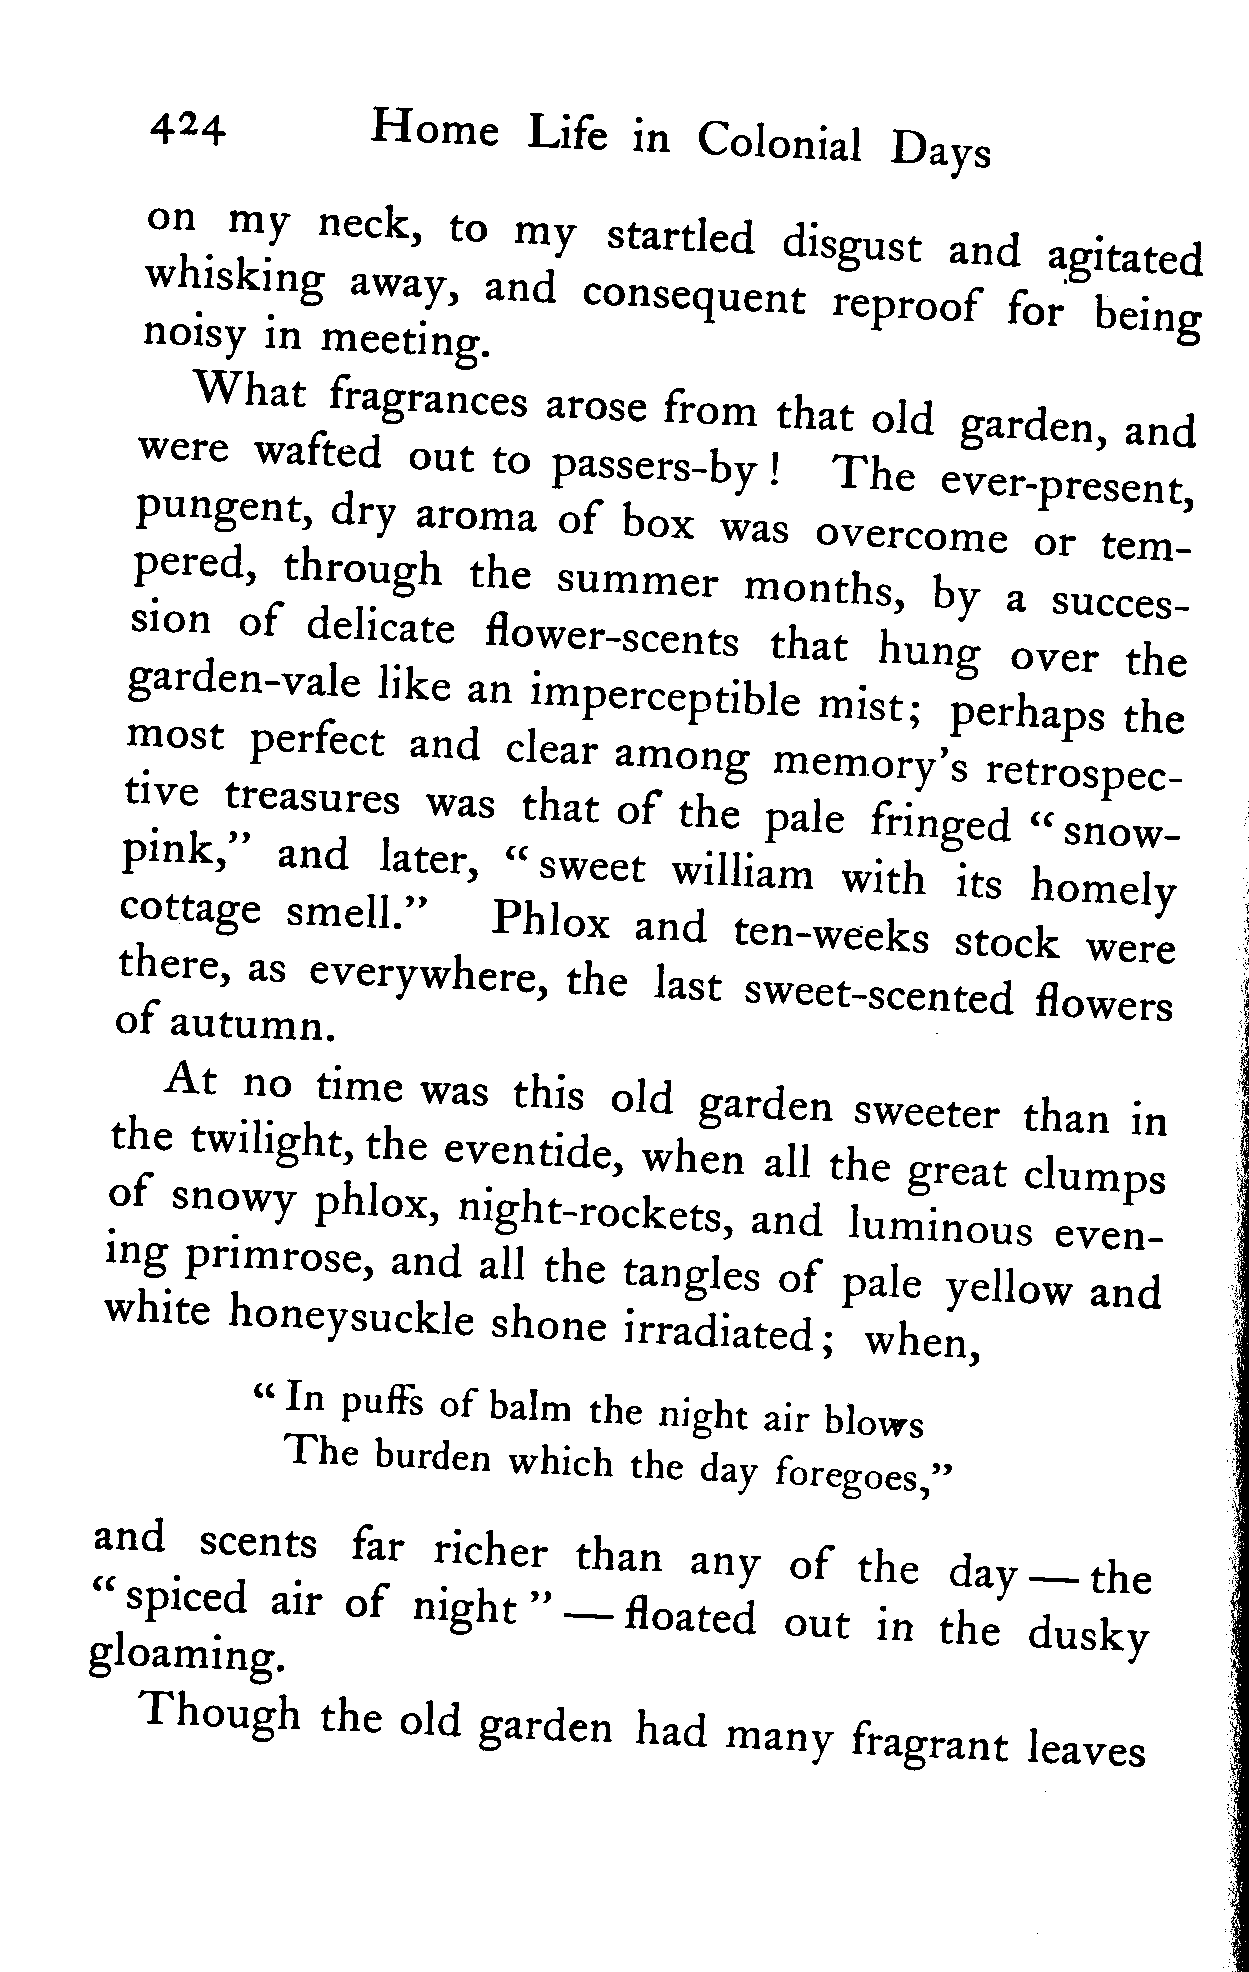 424 Home Life in Colonial Days
on my neck, to my startled disgust and agitated
whisking away, and consequent reproof for being
noisy in meeting.
What fragrances arose from that old garden, and
were wafted out to passers-by! The ever-present,
pungent, dry aroma of box was overcome or tem-
pered, through the summer months, by a succes-
sion of delicate flower-scents that hung over the
garden-vale like an imperceptible mist; perhaps the
most perfect and clear among memory's retrospec-
tive treasures was that of the pale fringed "snow-
pink," and later, "sweet william with its homely
cottage smell." Phlox and ten-weeks stock were
there, as everywhere, the last sweet-scented flowers
of autumn.
At no time was this old garden sweeter than in
the twilight, the eventide, when all the great clumps
of snowy phlox, night-rockets, and luminous even-
ing primrose, and all the tangles of pale yellow and
white honeysuckle shone irradiated; when,
"In puffs of balm the night air blows
The burden which the day foregoes,"
and scents far richer than any of the day — the
"spiced air of night" — floated out in the dusky
gloaming.
Though the old garden had many fragrant leaves